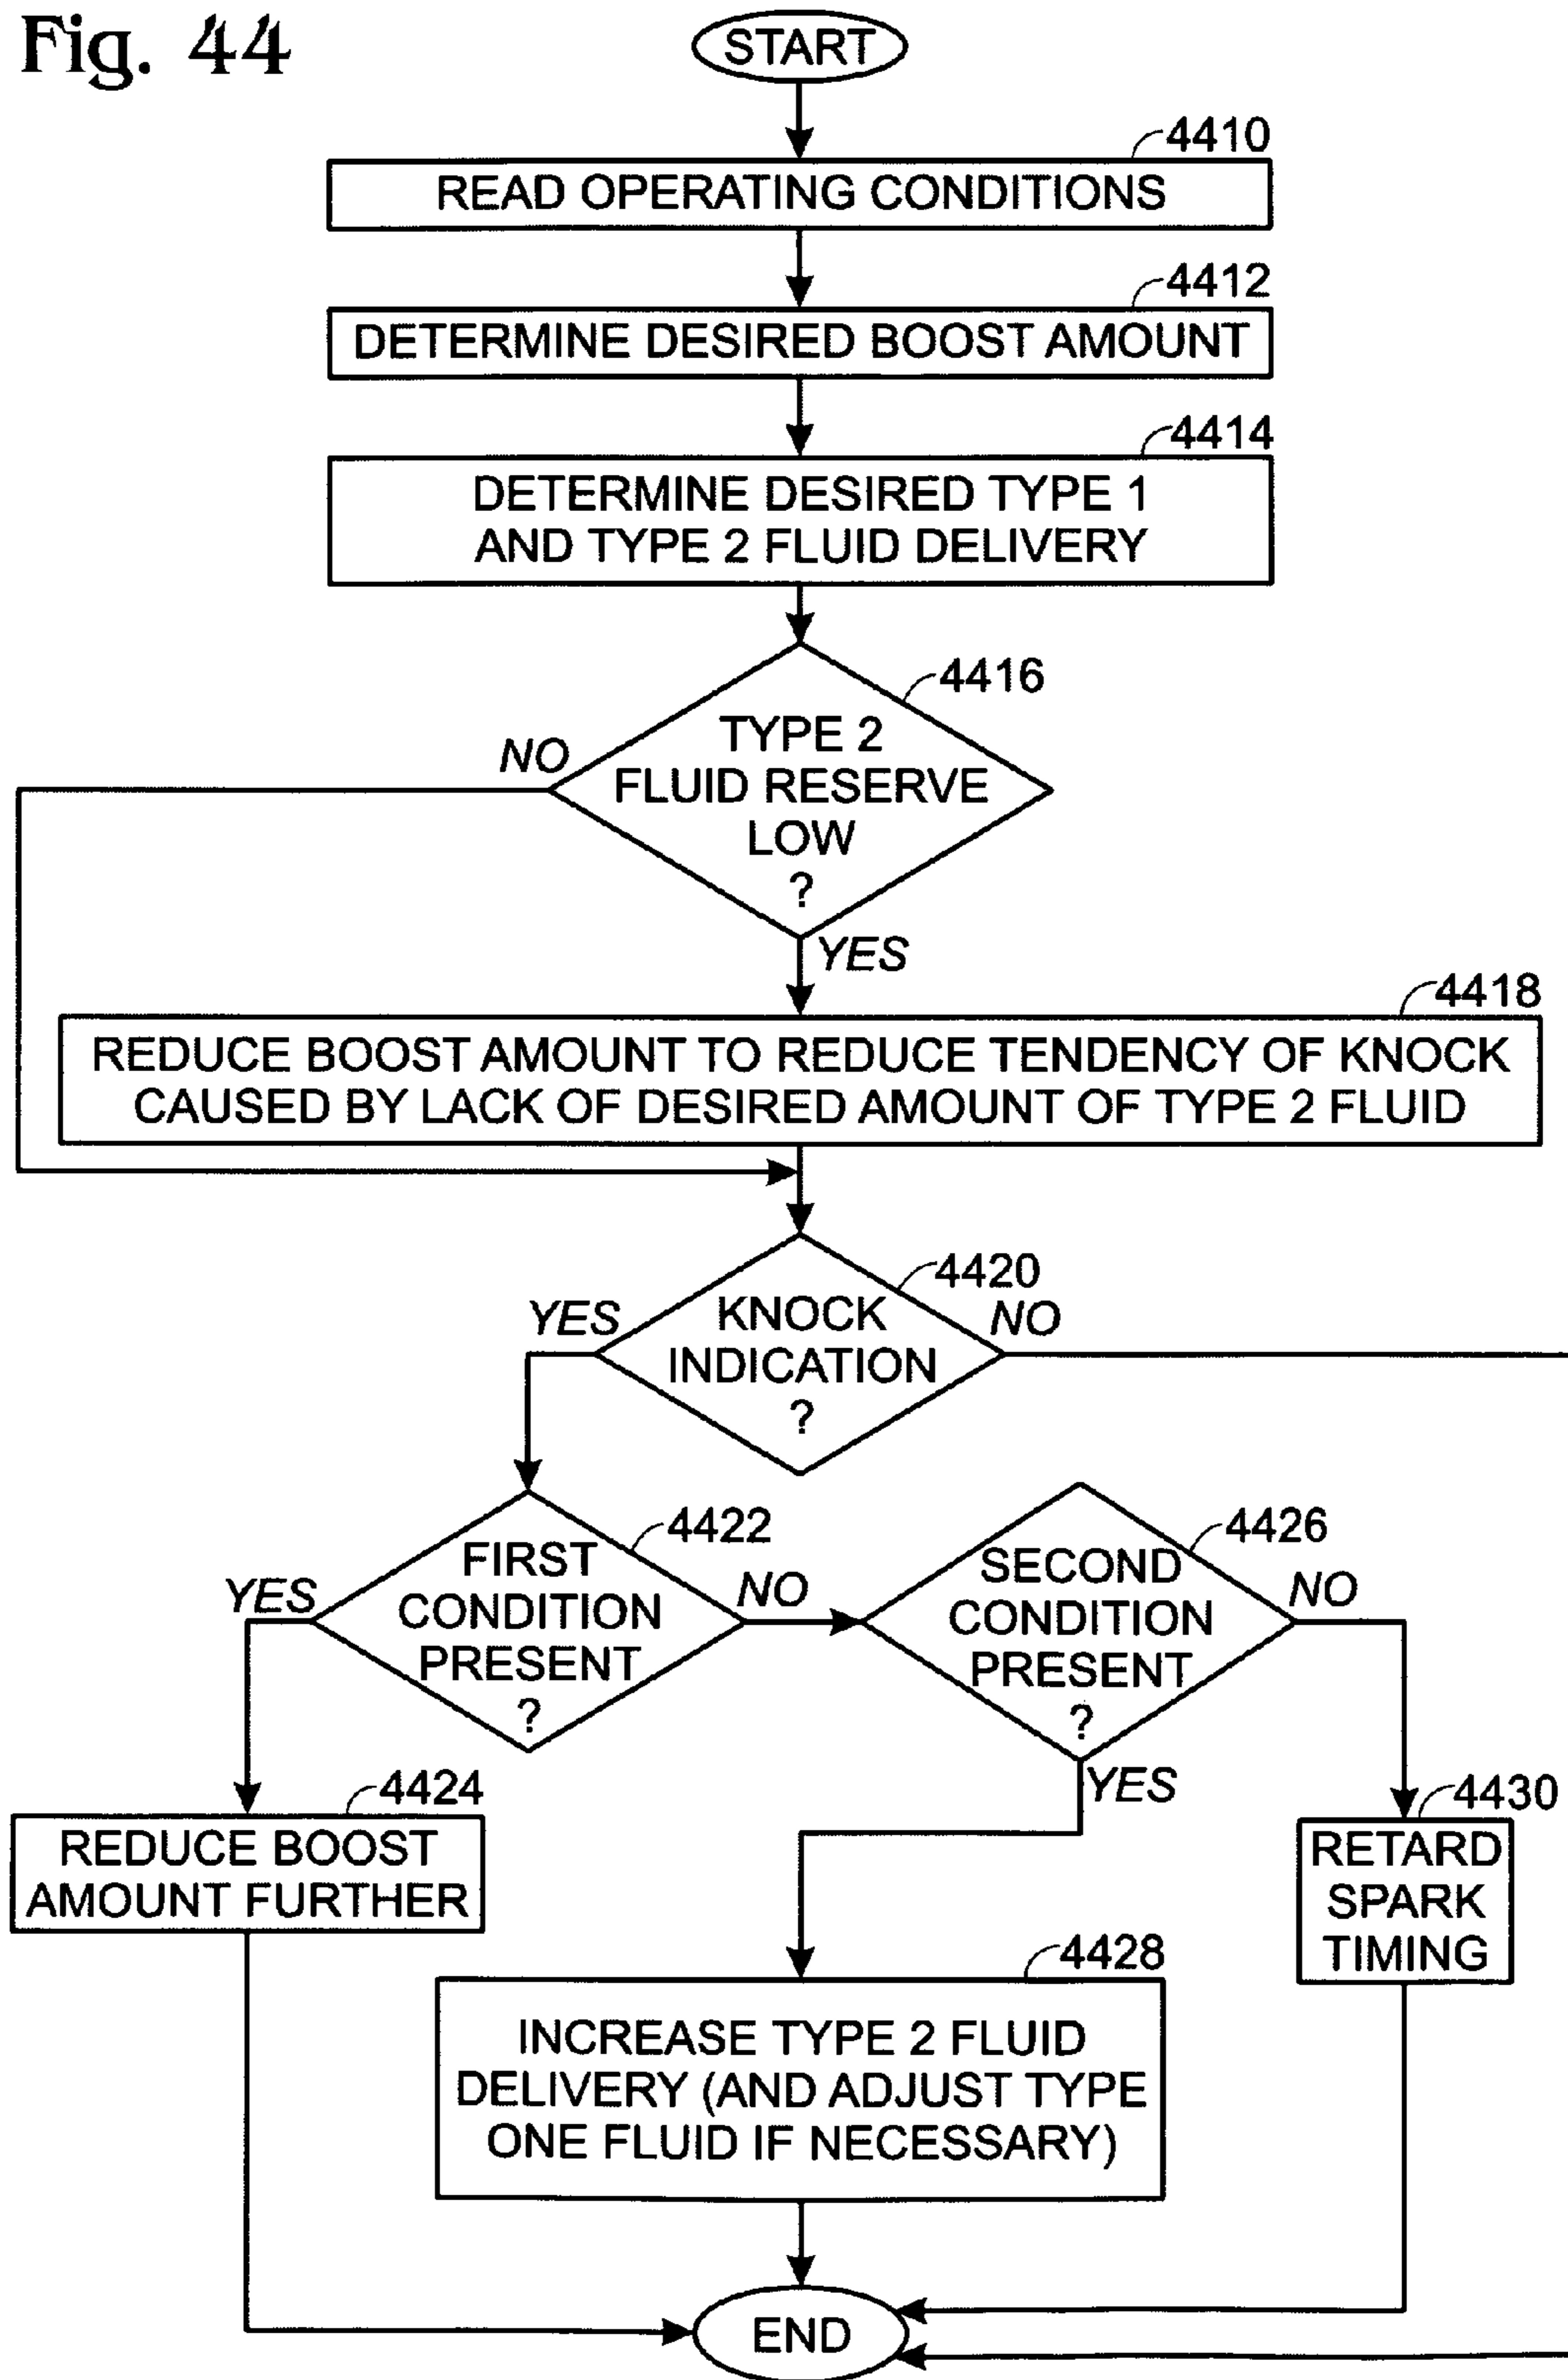 Fig. 44
START
4410
READ OPERATING CONDITIONS
4412
DETERMINE DESIRED BOOST AMOUNT
4414
DETERMINE DESIRED TYPE 1
AND TYPE 2 FLUID DELIVERY
4416
TYPE 2
FLUID RESERVE
LOW
?
NO
YES
4418
REDUCE BOOST AMOUNT TO REDUCE TENDENCY OF KNOCK
CAUSED BY LACK OF DESIRED AMOUNT OF TYPE 2 FLUID
4420
KNOCK
INDICATION
?
YES
NO
4422
FIRST
CONDITION
PRESENT
?
YES
NO
4426
SECOND
CONDITION
PRESENT
?
NO
YES
4424
REDUCE BOOST
AMOUNT FURTHER
4430
RETARD
SPARK
TIMING
4428
INCREASE TYPE 2 FLUID
DELIVERY (AND ADJUST TYPE
ONE FLUID IF NECESSARY)
END